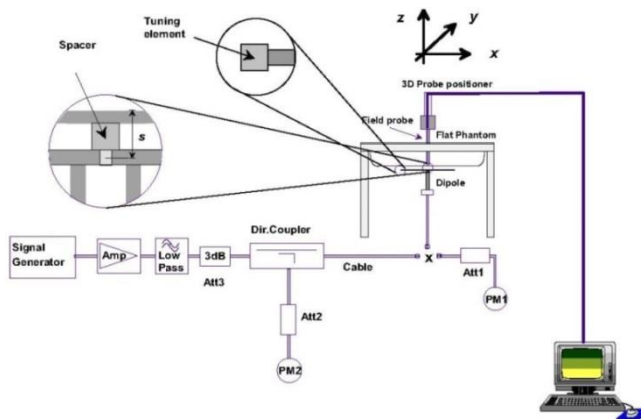 Tuning
element
Spacer
s
z
y
x
3D Probe positioner
Field probe
Flat Phantom
Dipole
Signal
Generator
Amp
Low
Pass
3dB
Att3
Dir.Coupler
Cable
x
Att1
PM1
Att2
PM2